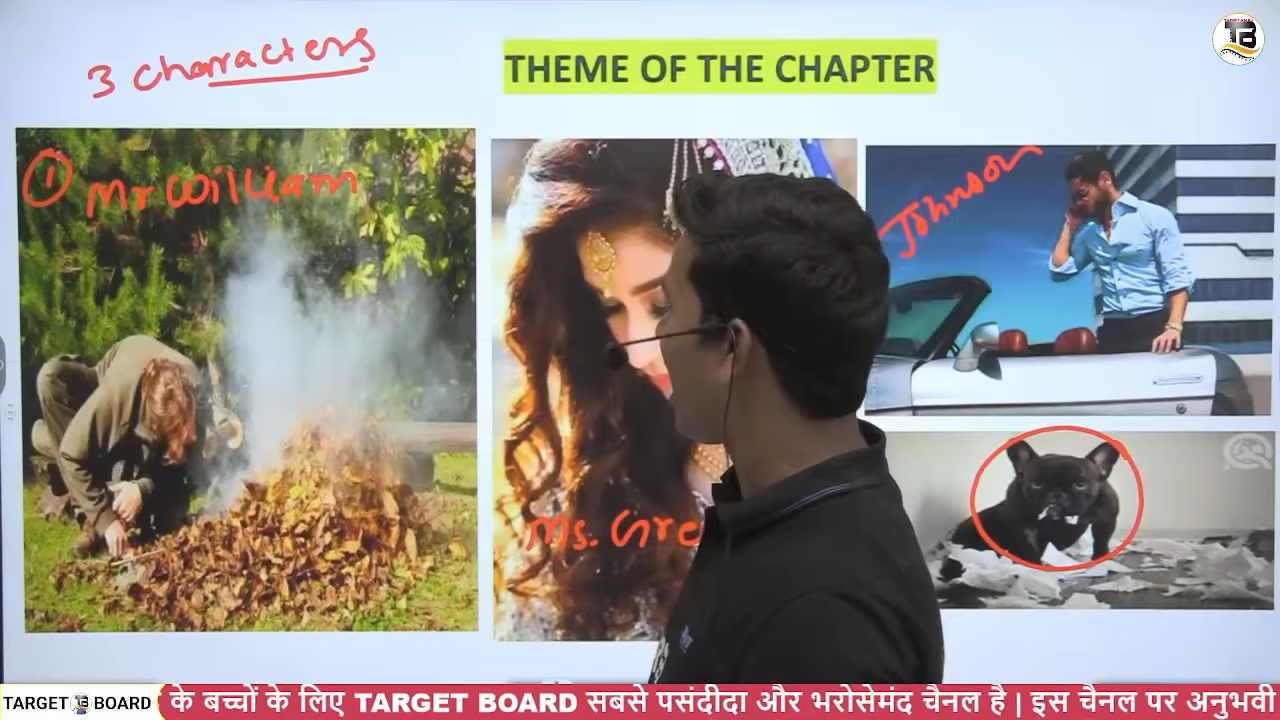 3 characters
THEME OF THE CHAPTER
TB
1 Mr William
Johnson
Ms. Gre
TARGET BOARD
के बच्चों के लिए TARGET BOARD सबसे पसंदीदा और भरोसेमंद चैनल है | इस चैनल पर अनुभवी